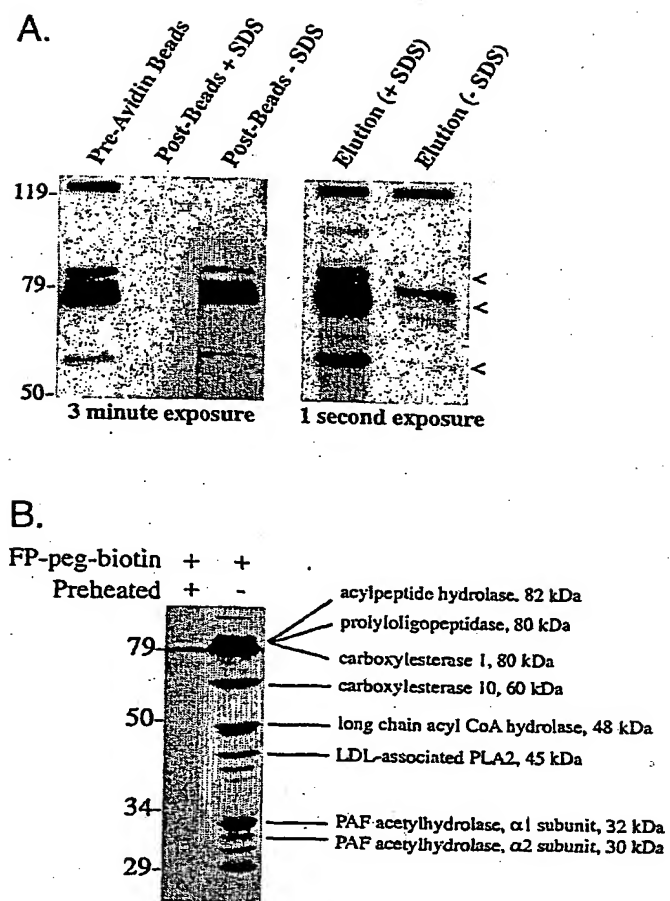 A.
Pre-Avidin Beads
Post-Beads + SDS
Post-Beads - SDS
Elution (+ SDS)
Elution (- SDS)
119-
79-
50-
<
<
<
3 minute exposure
1 second exposure
B.
FP-peg-biotin + +
Preheated + -
79-
50-
34-
29-
acylpeptide hydrolase, 82 kDa
prolyloligopeptidase, 80 kDa
carboxylesterase 1, 80 kDa
carboxylesterase 10, 60 kDa
long chain acyl CoA hydrolase, 48 kDa
LDL-associated PLA2, 45 kDa
PAF acetylhydrolase, α1 subunit, 32 kDa
PAF acetylhydrolase, α2 subunit, 30 kDa